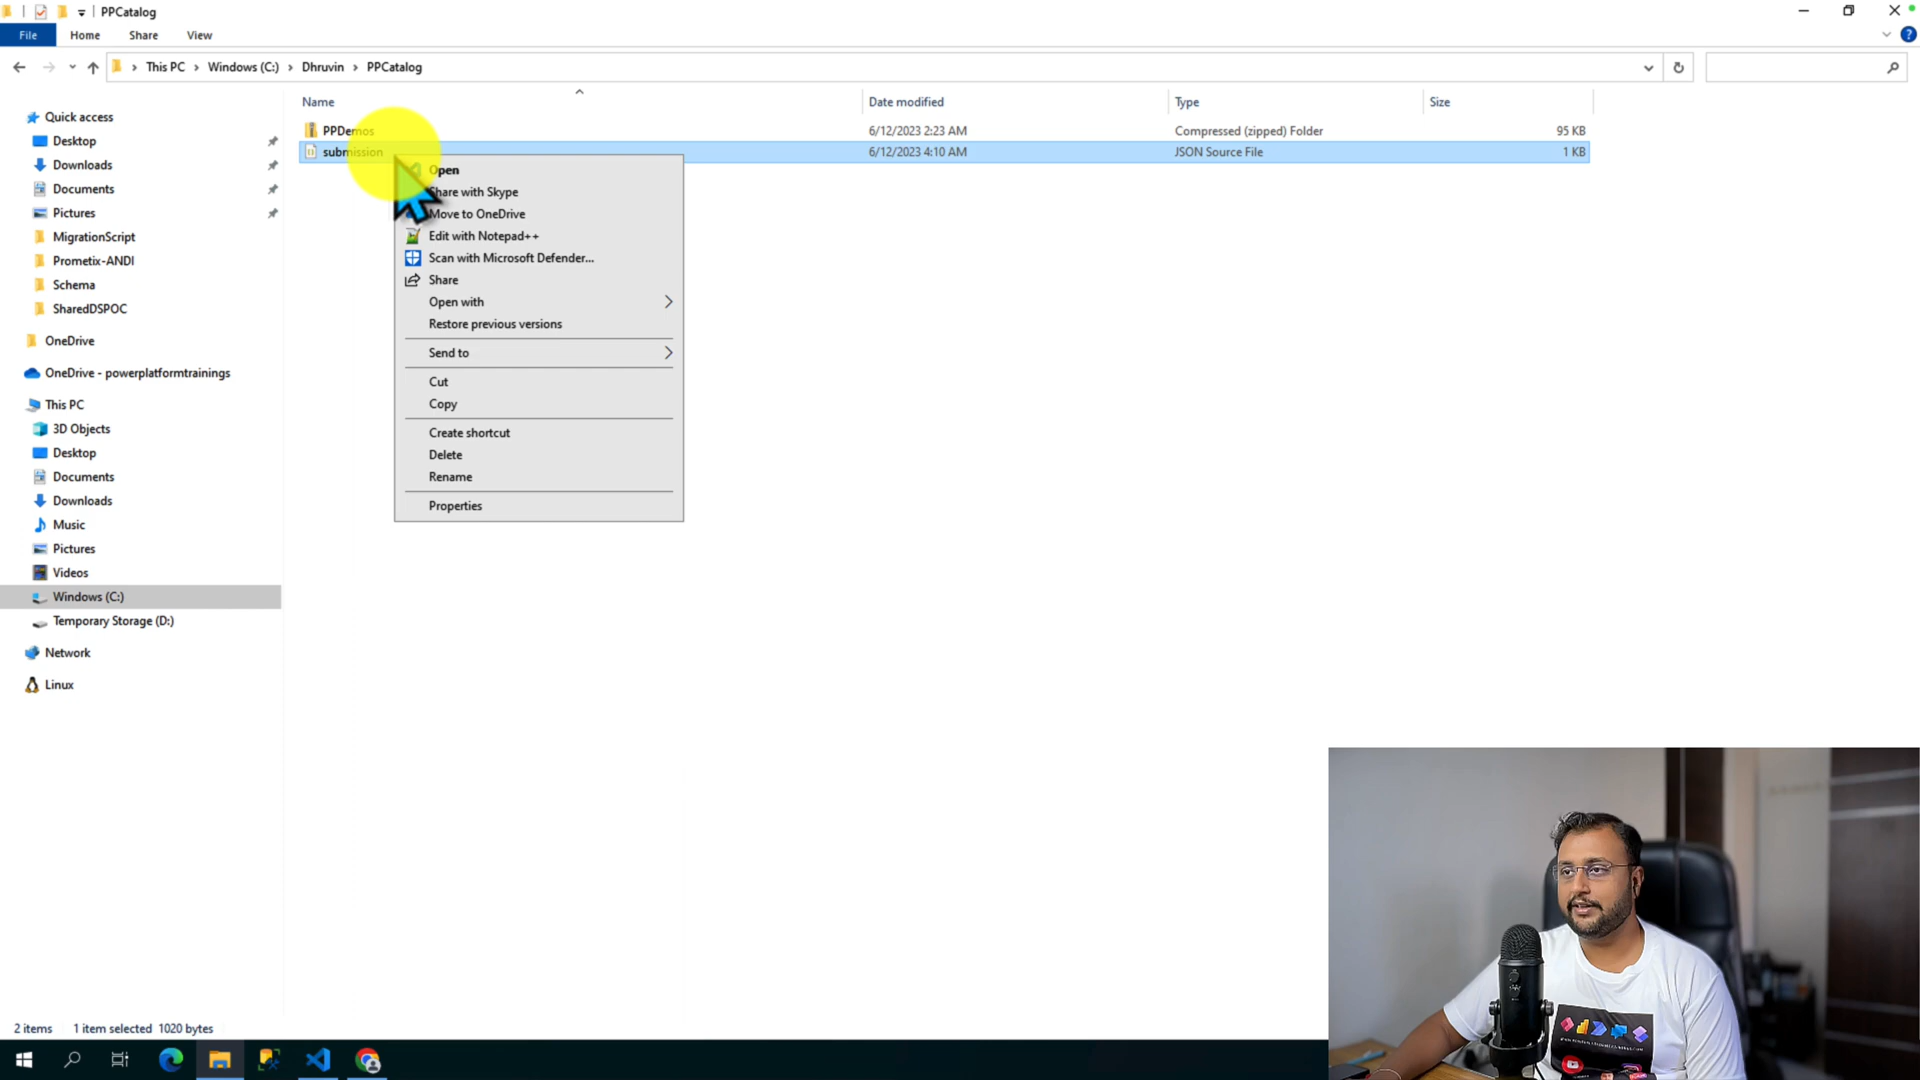 PPCatalog
File
Home
Share
View
This PC
Windows (C:)
Dhruvin
PPCatalog
Name
Date modified
Type
Size
PPDemos
6/12/2023 2:23 AM
Compressed (zipped) Folder
95 KB
submission
6/12/2023 4:10 AM
JSON Source File
1 KB
Quick access
Desktop
Downloads
Documents
Pictures
MigrationScript
Prometix-ANDI
Schema
SharedDSPOC
OneDrive
OneDrive - powerplatformtrainings
This PC
3D Objects
Desktop
Documents
Downloads
Music
Pictures
Videos
Windows (C:)
Temporary Storage (D:)
Network
Linux
Open
Share with Skype
Move to OneDrive
Edit with Notepad++
Scan with Microsoft Defender...
Share
Open with
Restore previous versions
Send to
Cut
Copy
Create shortcut
Delete
Rename
Properties
2 items
1 item selected 1020 bytes